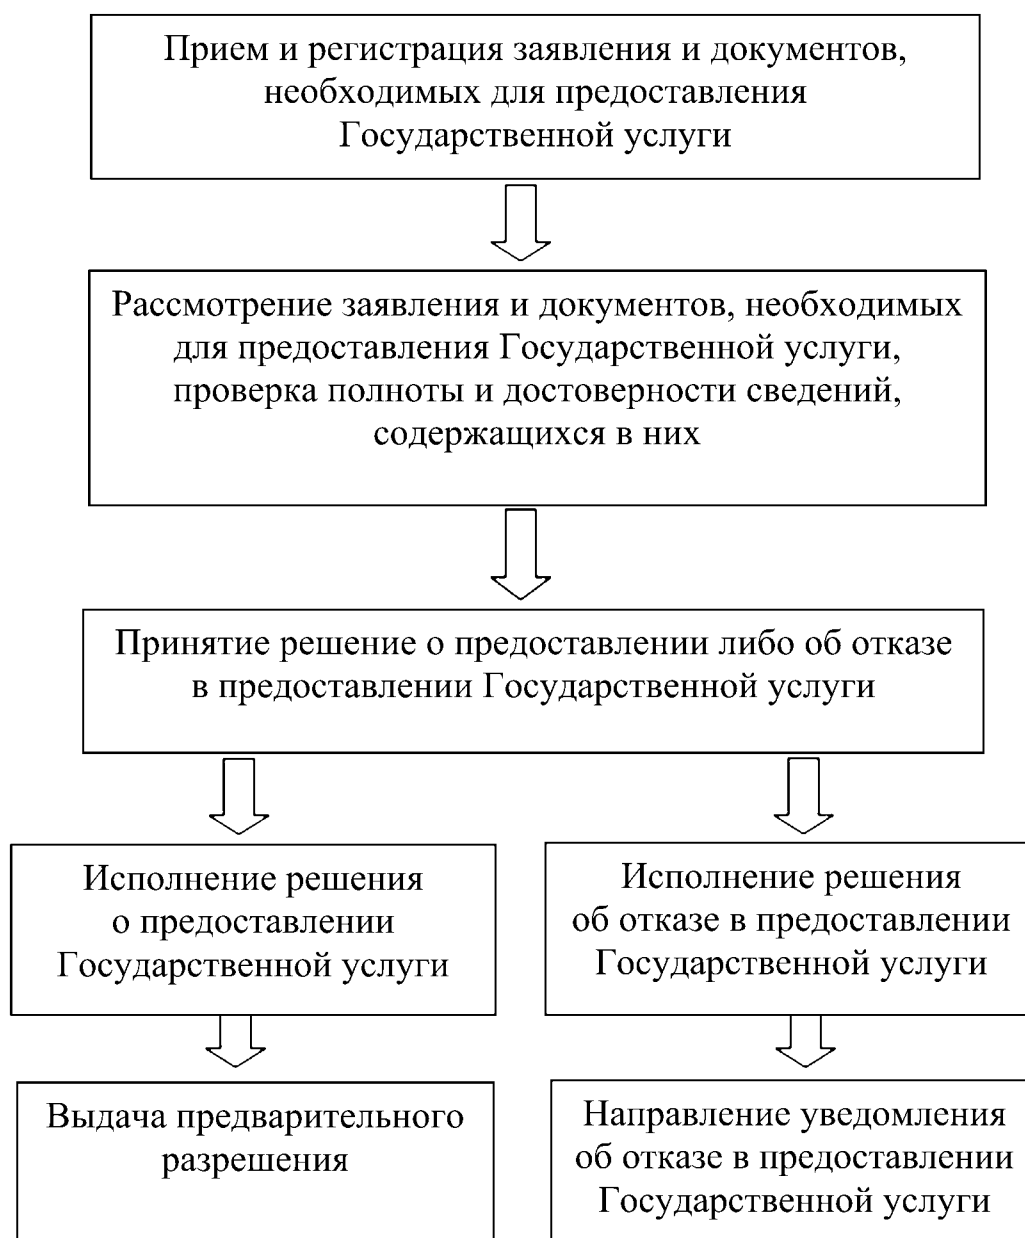 Прием и регистрация заявления и документов,
необходимых для предоставления
Государственной услуги
Рассмотрение заявления и документов, необходимых
для предоставления Государственной услуги,
проверка полноты и достоверности сведений,
содержащихся в них
Принятие решение о предоставлении либо об отказе
в предоставлении Государственной услуги
Исполнение решения
о предоставлении
Государственной услуги
Исполнение решения
об отказе в предоставлении
Государственной услуги
Выдача предварительного
разрешения
Направление уведомления
об отказе в предоставлении
Государственной услуги